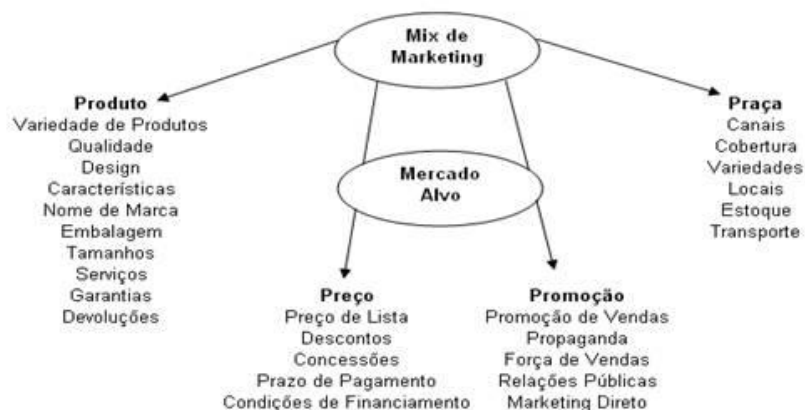 Mix de
Marketing
Produto
Variedade de Produtos
Qualidade
Design
Características
Nome de Marca
Embalagem
Tamanhos
Serviços
Garantias
Devoluções
Mercado
Alvo
Preço
Preço de Lista
Descontos
Concessões
Prazo de Pagamento
Condições de Financiamento
Promoção
Promoção de Vendas
Propaganda
Força de Vendas
Relações Públicas
Marketing Direto
Praça
Canais
Cobertura
Variedades
Locais
Estoque
Transporte